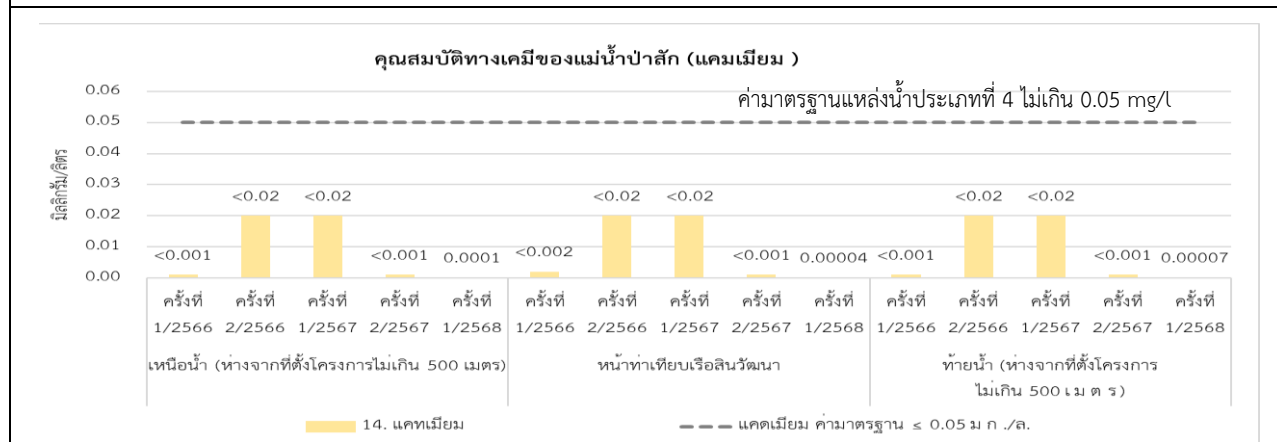 คุณสมบัติทางเคมีของแม่น้ำป่าสัก (แคมเมียม )
ค่ามาตรฐานแหล่งน้ำประเภทที่ 4 ไม่เกิน 0.05 mg/l
มิลลิกรัม/ลิตร
0.06
0.05
0.04
0.03
0.02
0.01
0.00
<0.001 <0.02 <0.02 <0.001 0.0001 <0.002 <0.02 <0.02 <0.001 0.00004 <0.001 <0.02 <0.02 <0.001 0.00007
ครั้งที่ ครั้งที่ ครั้งที่ ครั้งที่ ครั้งที่ ครั้งที่ ครั้งที่ ครั้งที่ ครั้งที่ ครั้งที่ ครั้งที่ ครั้งที่ ครั้งที่ ครั้งที่ ครั้งที่
1/2566 2/2566 1/2567 2/2567 1/2568 1/2566 2/2566 1/2567 2/2567 1/2568 1/2566 2/2566 1/2567 2/2567 1/2568
เหนือน้ำ (ห่างจากที่ตั้งโครงการไม่เกิน 500 เมตร) หน้าท่าเทียบเรือสินวัฒนา ท้ายน้ำ (ห่างจากที่ตั้งโครงการ
ไม่เกิน 500 เ ม ต ร)
14. แคทเมียม แคดเมียม ค่ามาตรฐาน ≤ 0.05 ม ก ./ล.